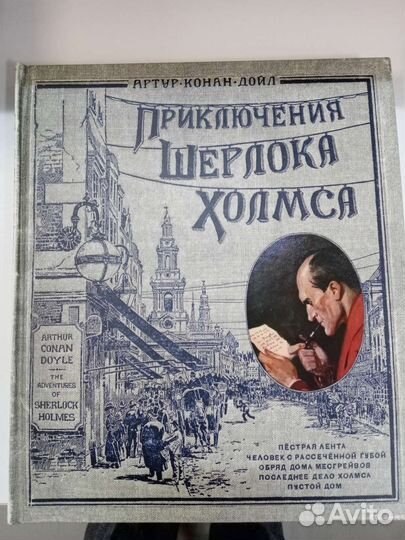 АРТУР · КОНАН · ДОЙЛ
ПРИКЛЮЧЕНИЯ
ШЕРЛОКА
ХОЛМСА
ARTHUR
CONAN
DOYLE
THE
ADVENTURES
OF
SHERLOCK
HOLMES
ПЁСТРАЯ ЛЕНТА
ЧЕЛОВЕК С РАССЕЧЁННОЙ ГУБОЙ
ОБРЯД ДОМА МЕСГРЕЙВОВ
ПОСЛЕДНЕЕ ДЕЛО ХОЛМСА
ПУСТОЙ ДОМ
Avito